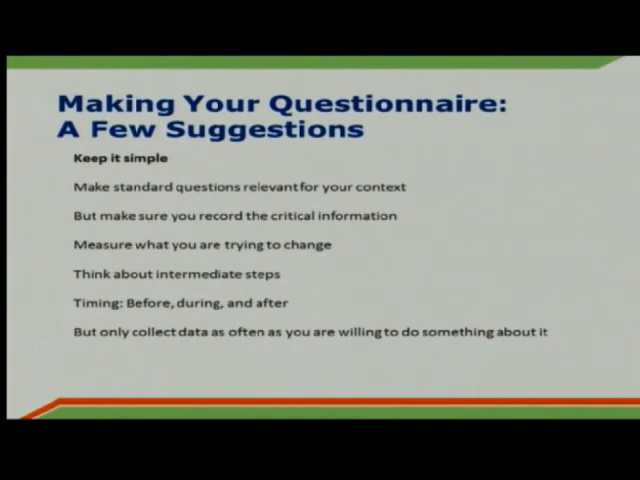 Making Your Questionnaire:
A Few Suggestions
Keep it simple
Make standard questions relevant for your context
But make sure you record the critical information
Measure what you are trying to change
Think about intermediate steps
Timing: Before, during, and after
But only collect data as often as you are willing to do something about it